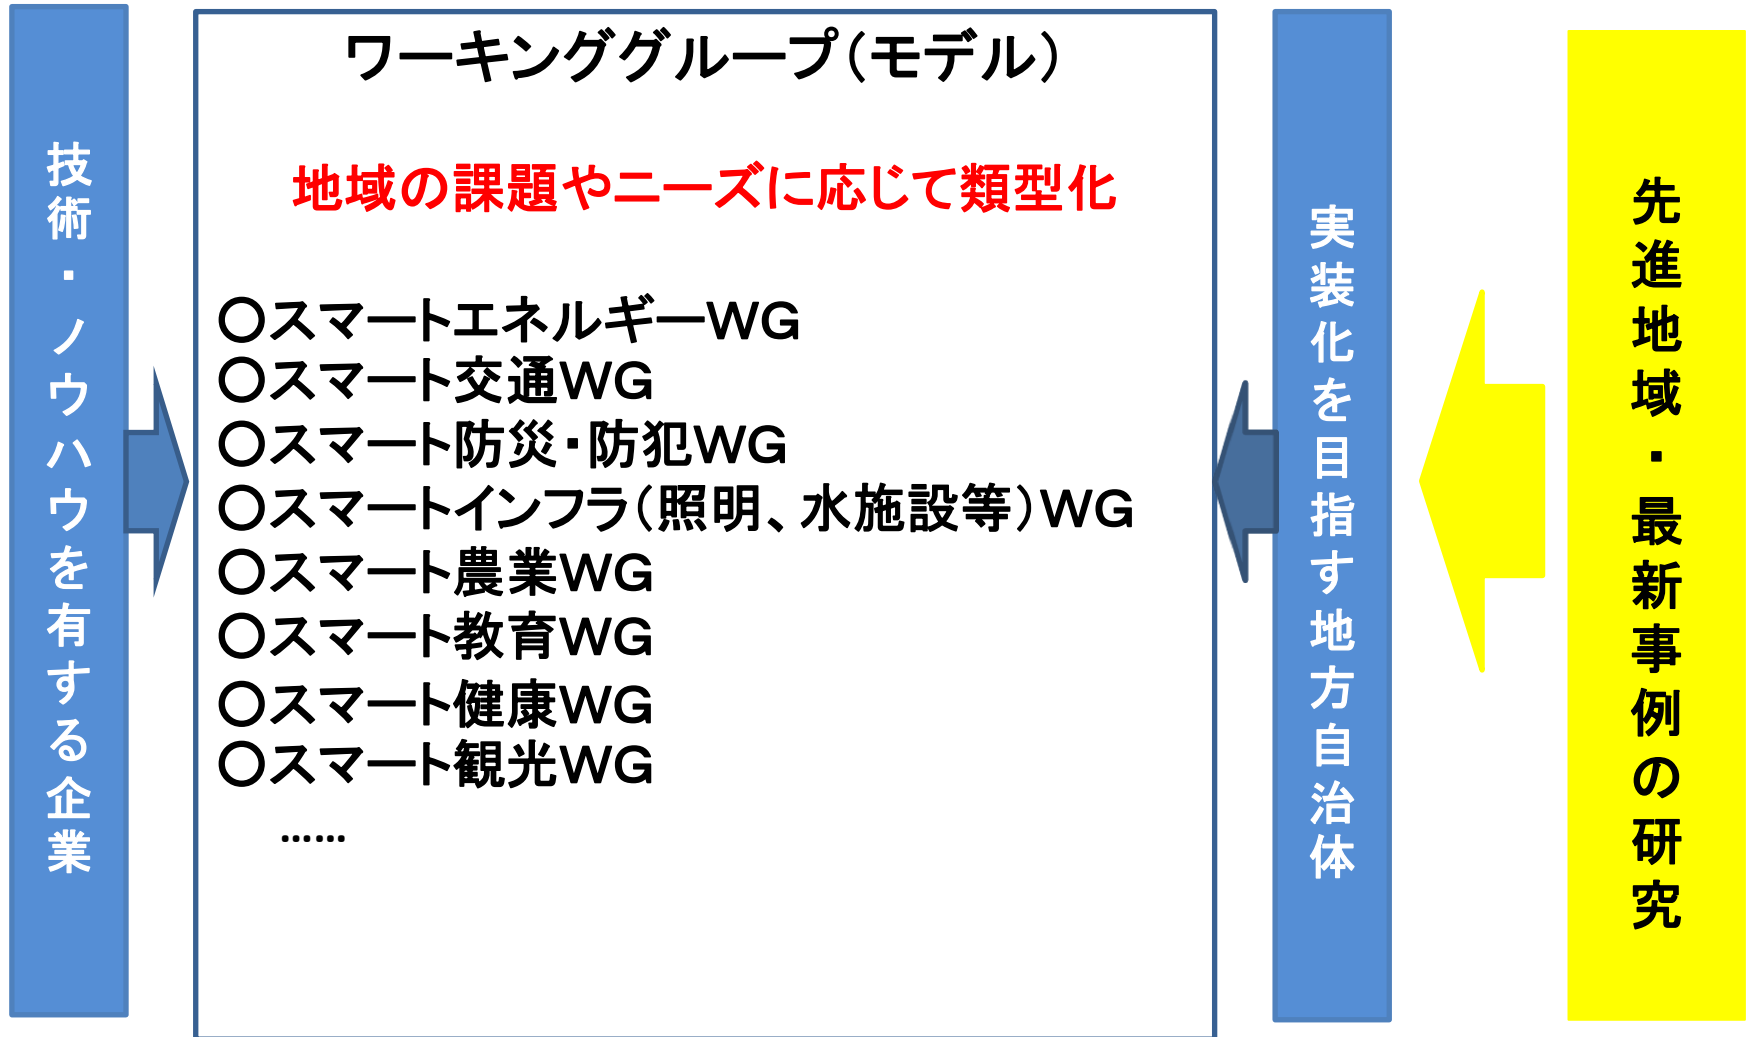 技術・ノウハウを有する企業
ワーキンググループ（モデル）
地域の課題やニーズに応じて類型化
〇スマートエネルギーWG
〇スマート交通WG
〇スマート防災・防犯WG
〇スマートインフラ（照明、水施設等）WG
〇スマート農業WG
〇スマート教育WG
〇スマート健康WG
〇スマート観光WG
……
実装化を目指す地方自治体
先進地域・最新事例の研究